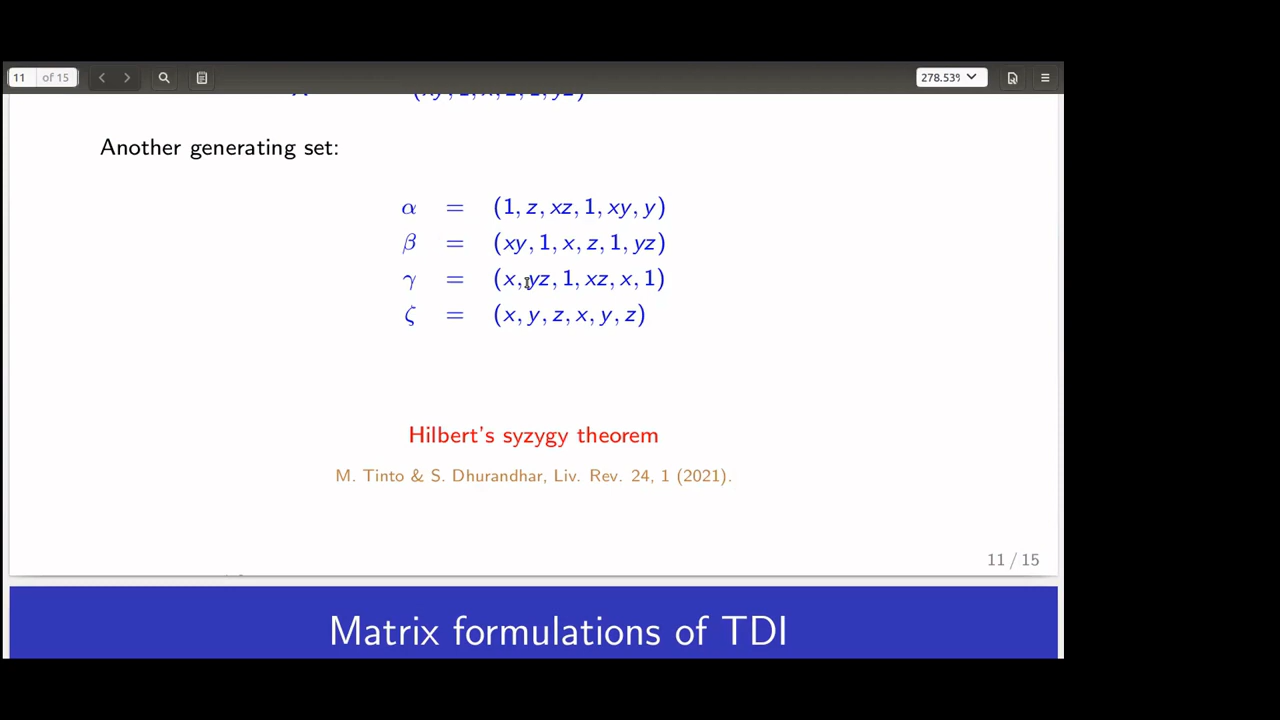 11 of 15
278.53%
Another generating set:
α = (1, z, xz, 1, xy, y)
β = (xy, 1, x, z, 1, yz)
γ = (x, yz, 1, xz, x, 1)
ζ = (x, y, z, x, y, z)
Hilbert's syzygy theorem
M. Tinto & S. Dhurandhar, Liv. Rev. 24, 1 (2021).
11 / 15
Matrix formulations of TDI